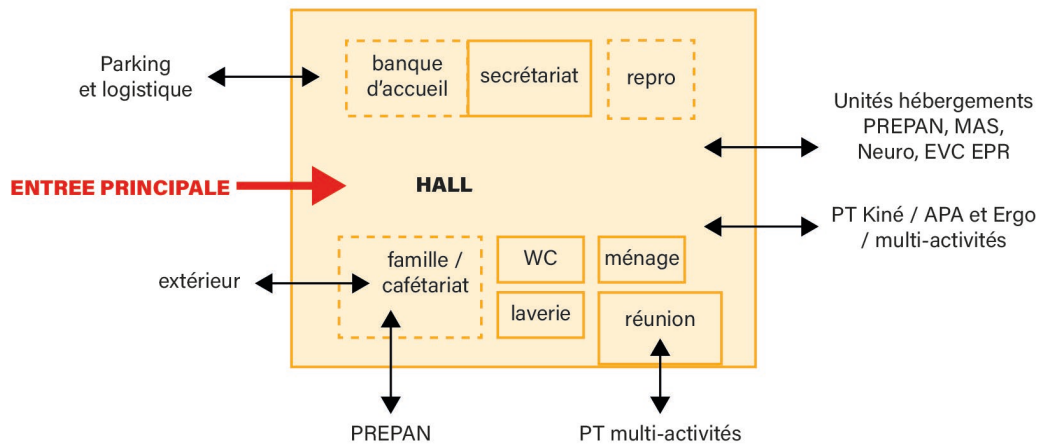 Parking
et logistique
banque
d'accueil
secrétariat
repro
Unités hébergements
PREPAN, MAS,
Neuro, EVC EPR
ENTREE PRINCIPALE
HALL
PT Kiné / APA et Ergo
/ multi-activités
extérieur
famille /
cafétariat
WC
ménage
laverie
réunion
PREPAN
PT multi-activités